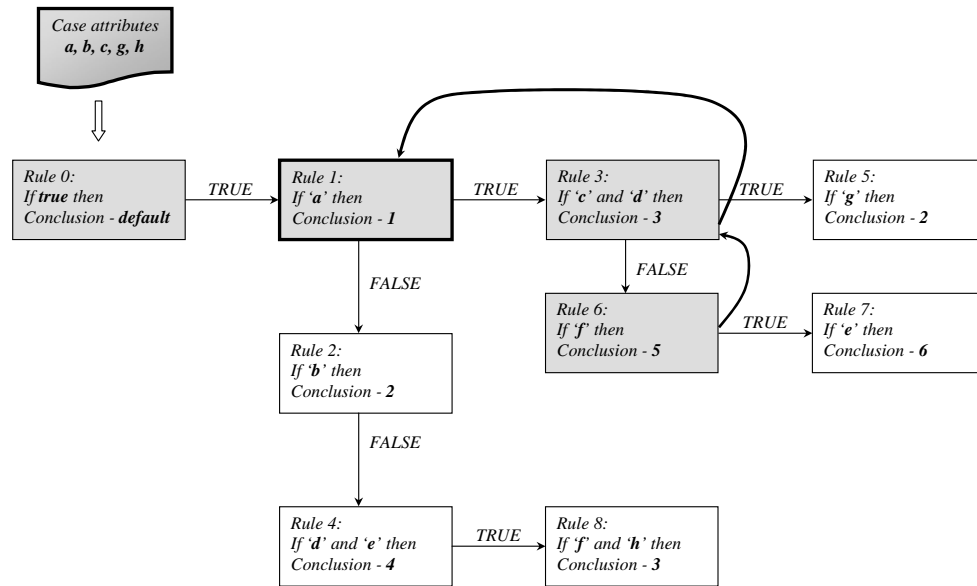 Case attributes
a, b, c, g, h
Rule 0:
If true then
Conclusion - default
TRUE
Rule 1:
If ‘a’ then
Conclusion - 1
TRUE
Rule 3:
If ‘c’ and ‘d’ then
Conclusion - 3
TRUE
Rule 5:
If ‘g’ then
Conclusion - 2
FALSE
FALSE
Rule 6:
If ‘f’ then
Conclusion - 5
TRUE
Rule 7:
If ‘e’ then
Conclusion - 6
Rule 2:
If ‘b’ then
Conclusion - 2
FALSE
Rule 4:
If ‘d’ and ‘e’ then
Conclusion - 4
TRUE
Rule 8:
If ‘f’ and ‘h’ then
Conclusion - 3